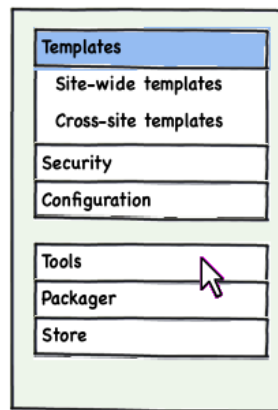 Templates
Site-wide templates
Cross-site templates
Security
Configuration
Tools
Packager
Store